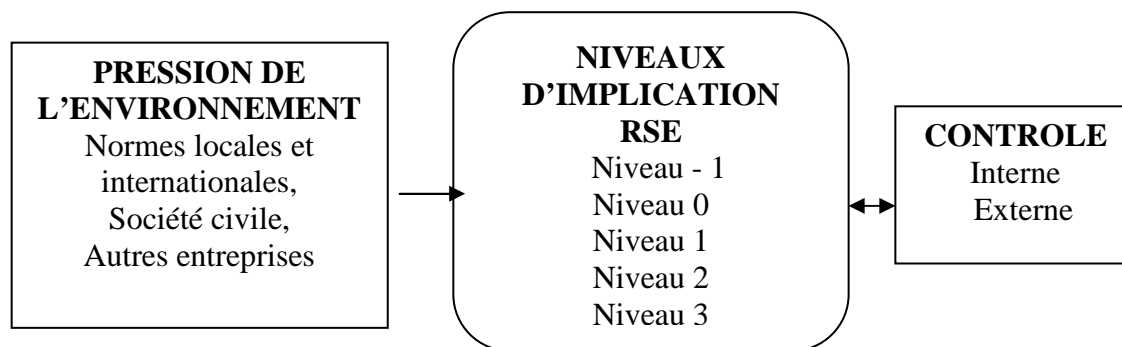 PRESSION DE
L'ENVIRONNEMENT
Normes locales et
internationales,
Société civile,
Autres entreprises
NIVEAUX
D'IMPLICATION
RSE
Niveau - 1
Niveau 0
Niveau 1
Niveau 2
Niveau 3
CONTROLE
Interne
Externe